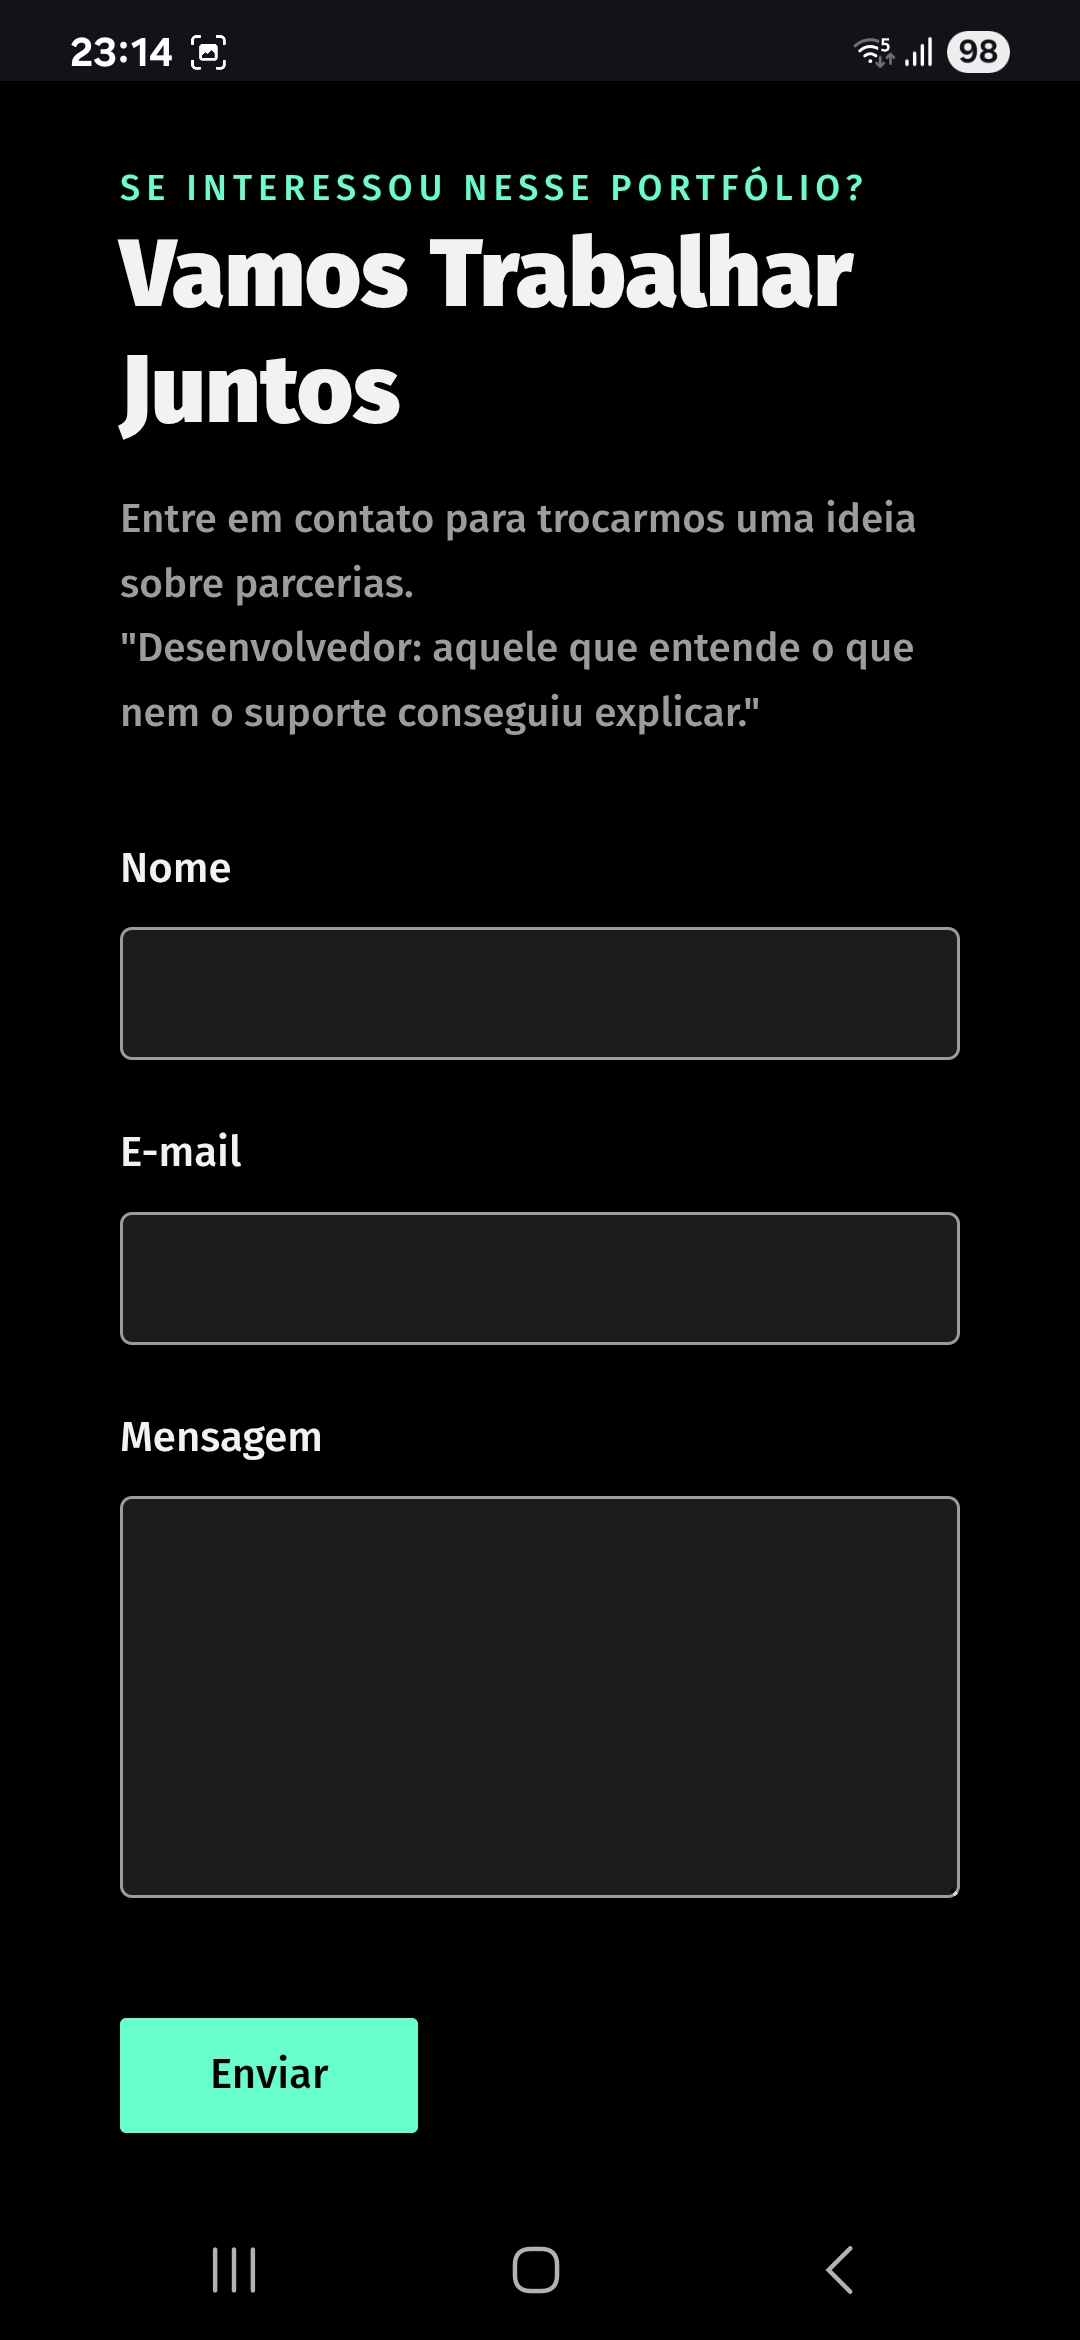 23:14
5
98
SE INTERESSOU NESSE PORTFÓLIO?
Vamos Trabalhar
Juntos
Entre em contato para trocarmos uma ideia
sobre parcerias.
"Desenvolvedor: aquele que entende o que
nem o suporte conseguiu explicar."
Nome
E-mail
Mensagem
Enviar